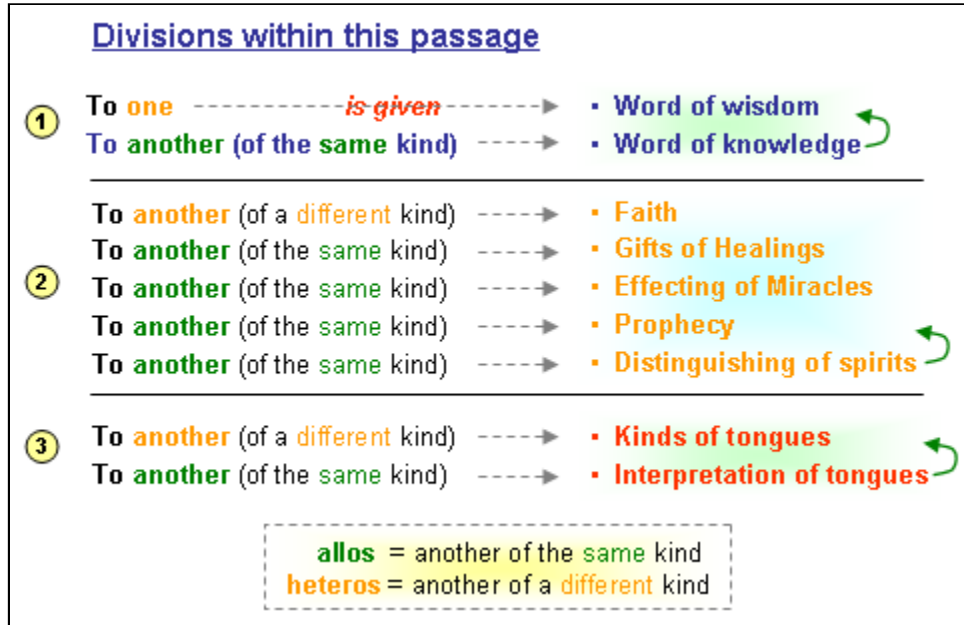 Divisions within this passage
1
To one is given ▪ Word of wisdom
To another (of the same kind) ▪ Word of knowledge
2
To another (of a different kind) ▪ Faith
To another (of the same kind) ▪ Gifts of Healings
To another (of the same kind) ▪ Effecting of Miracles
To another (of the same kind) ▪ Prophecy
To another (of the same kind) ▪ Distinguishing of spirits
3
To another (of a different kind) ▪ Kinds of tongues
To another (of the same kind) ▪ Interpretation of tongues
allos = another of the same kind
heteros = another of a different kind